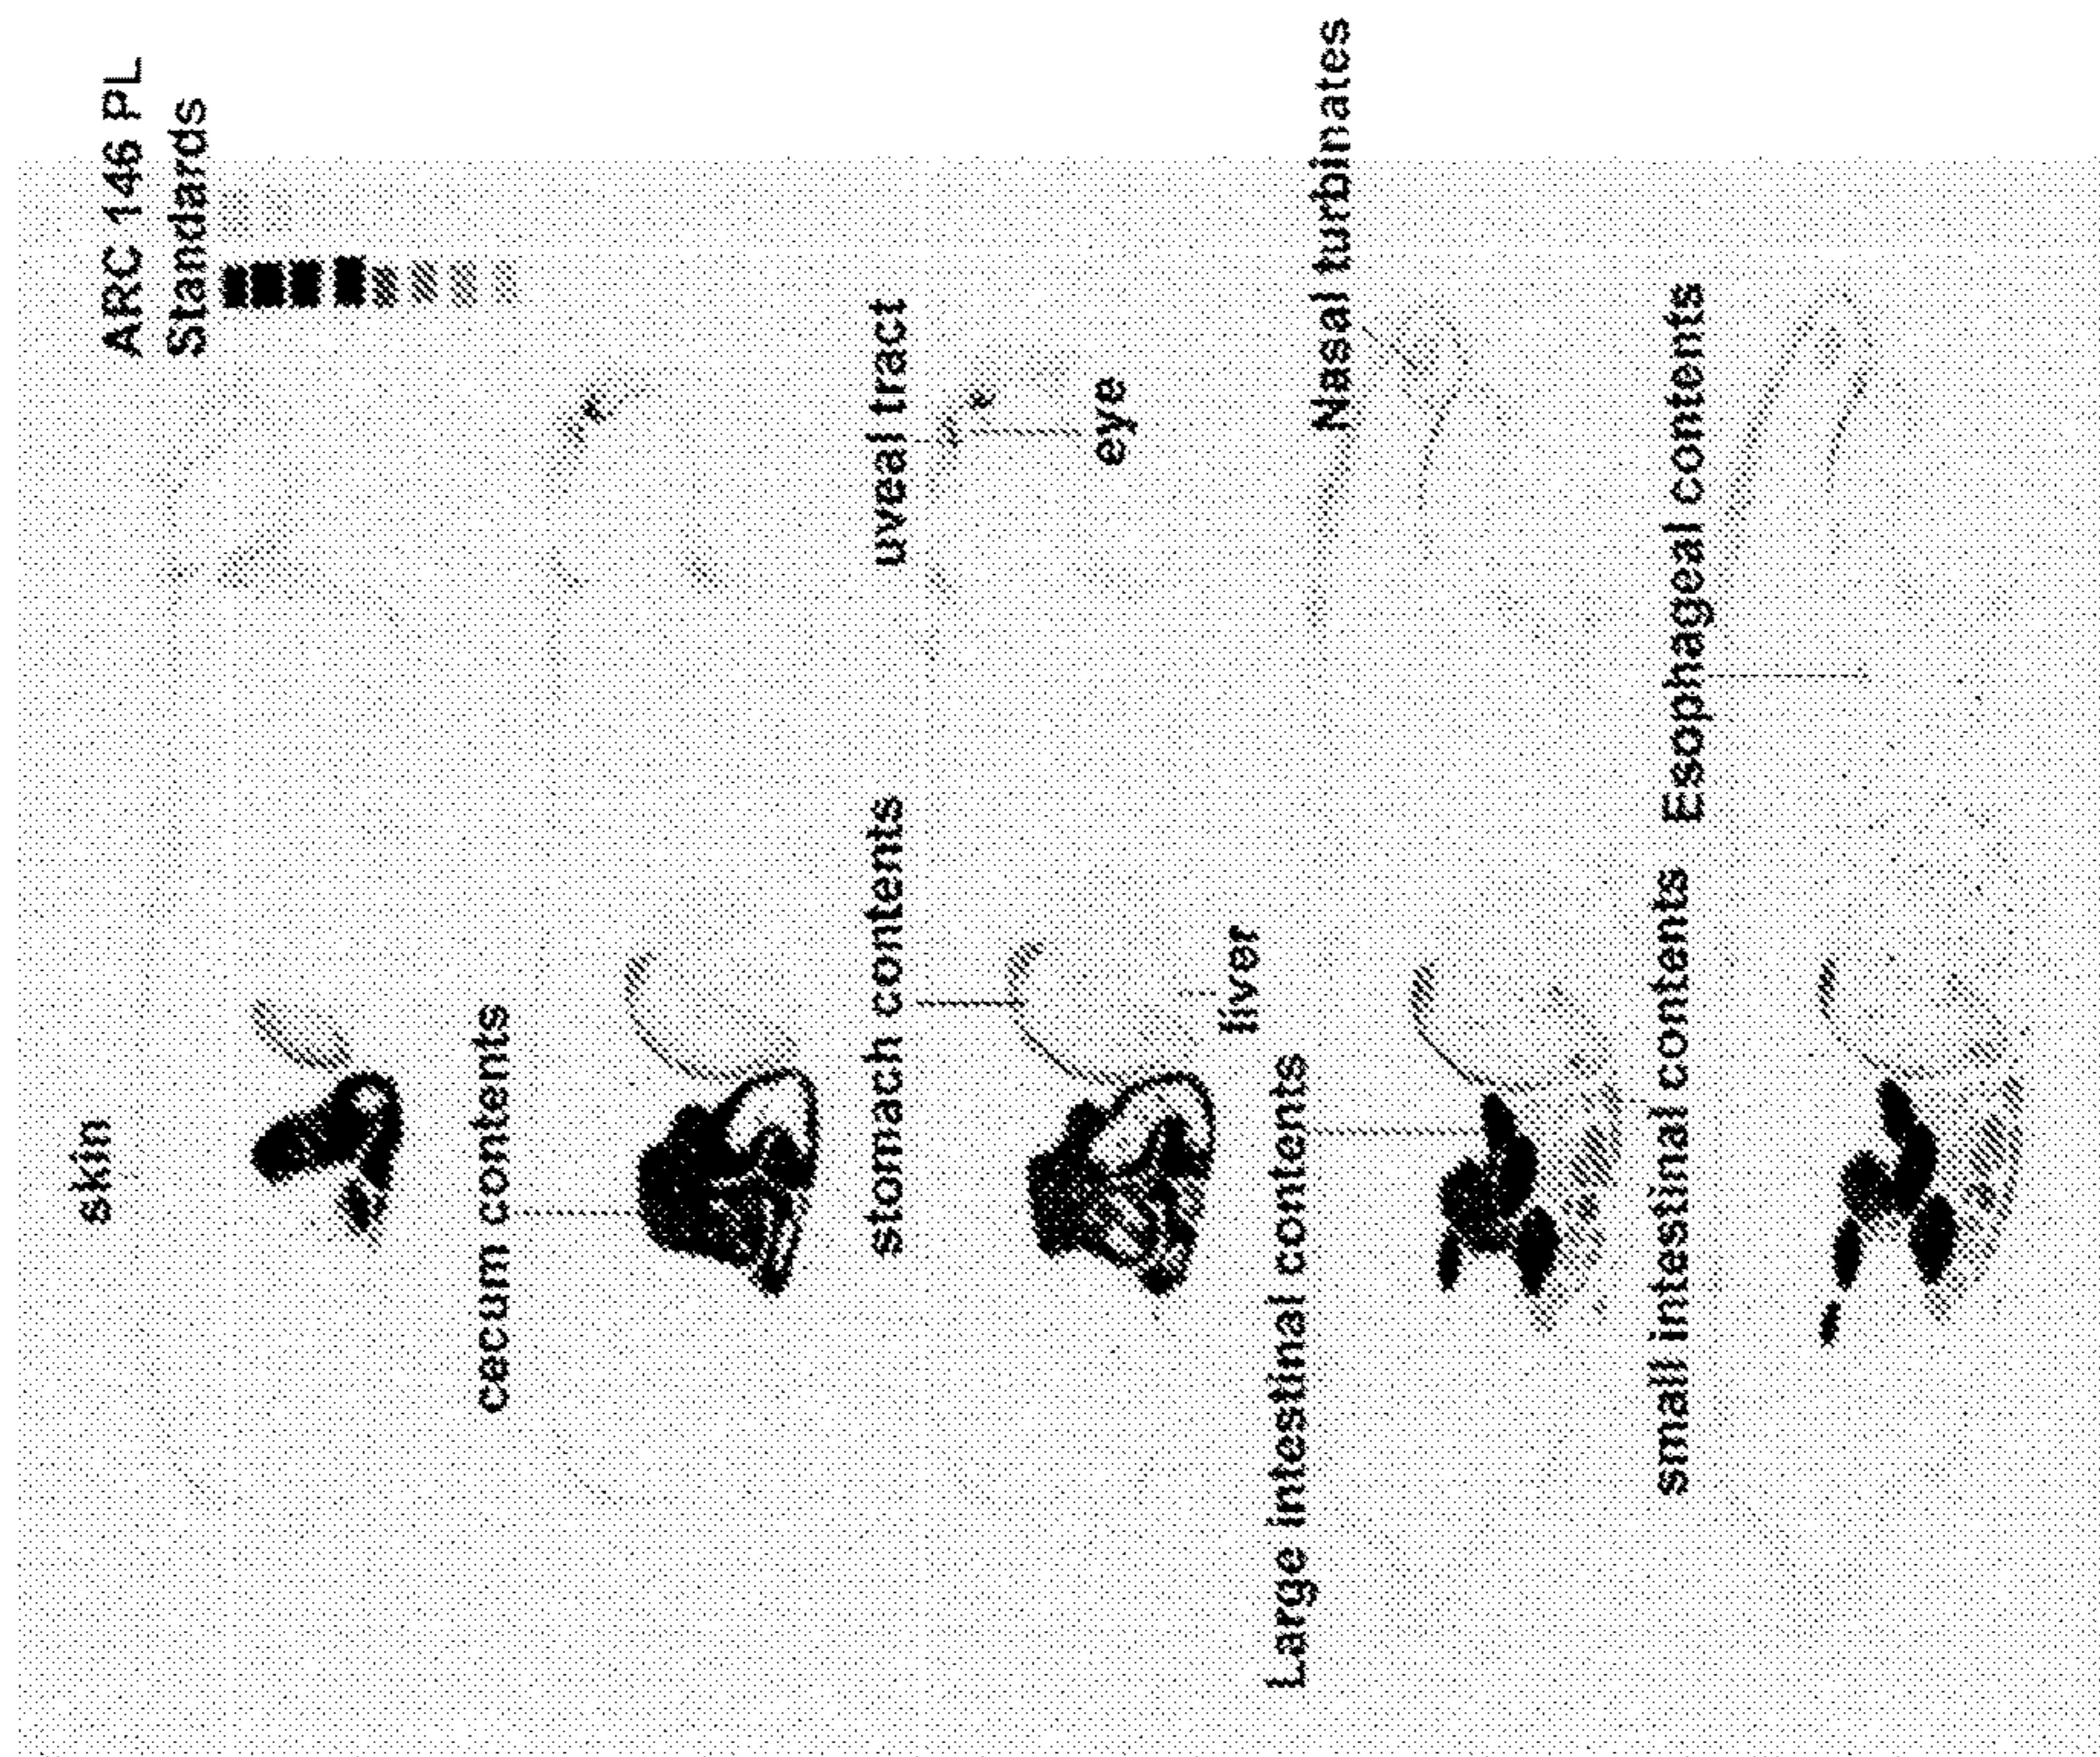 ARC 146 PL
Standards
skin
cecum contents
uveal tract
stomach contents
eye
liver
Nasal turbinates
Large intestinal contents
Esophageal contents
small intestinal contents